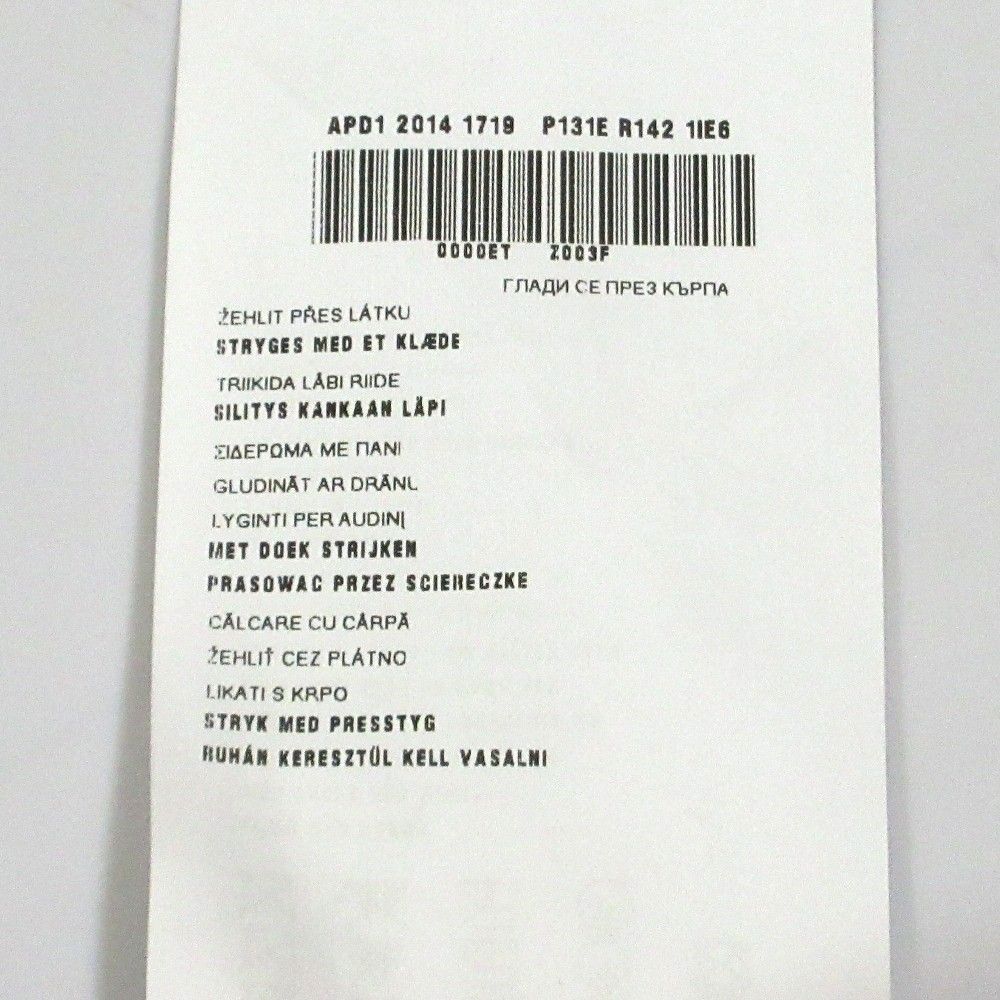 APD1 2014 1719 P131E R142 1IE6
0000ET Z003F
ГЛАДИ СЕ ПРЕЗ КЪРПА
ŽEHLIT PŘES LÁTKU
STRYGES MED ET KLÆDE
TRIIKIDA LÄBI RIIDE
SILITYS KANKAAN LÄPI
ΣΙΔΕΡΩΜΑ ΜΕ ΠΑΝΙ
GLUDINĀT AR DRĀNU
LYGINTI PER AUDINĮ
MET DOEK STRIJKEN
PRASOWAC PRZEZ SCIERECZKE
CĂLCARE CU CÂRPĂ
ŽEHLIŤ CEZ PLÁTNO
LIKATI S KRPO
STRYK MED PRESSTYG
RUHÁN KERESZTÜL KELL VASALNI